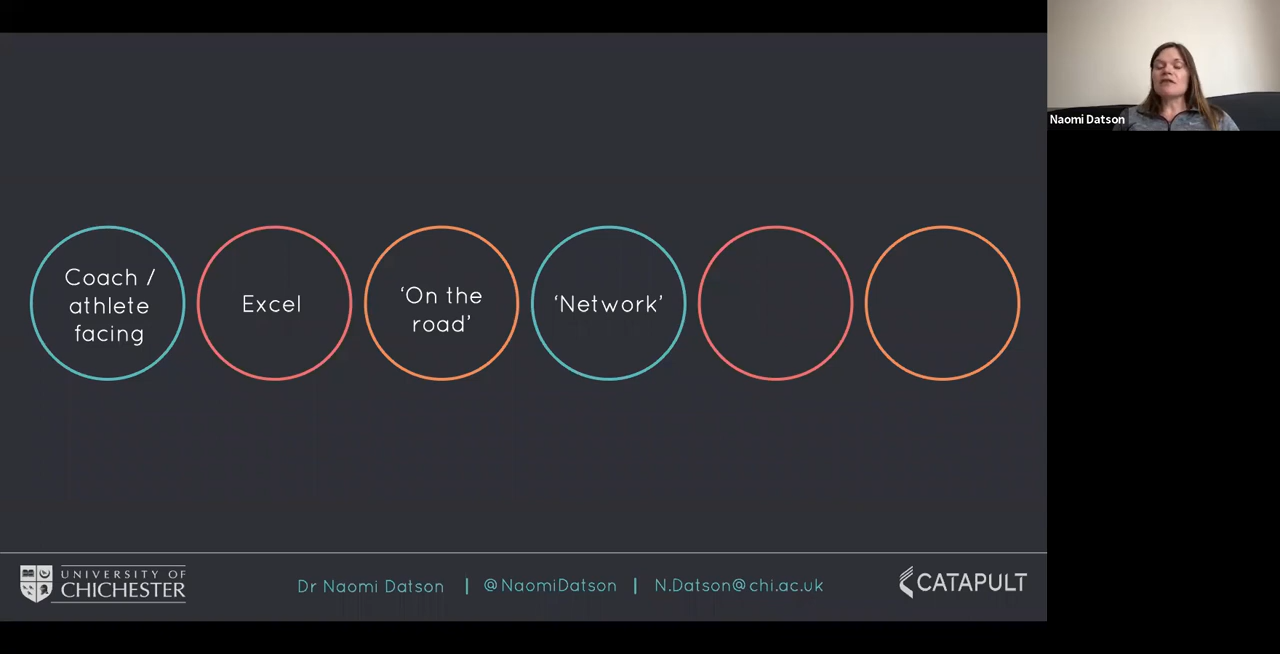 Naomi Datson
Coach /
athlete
facing
Excel
‘On the
road’
‘Network’
UNIVERSITY OF
CHICHESTER
Dr Naomi Datson | @NaomiDatson | N.Datson@chi.ac.uk
CATAPULT